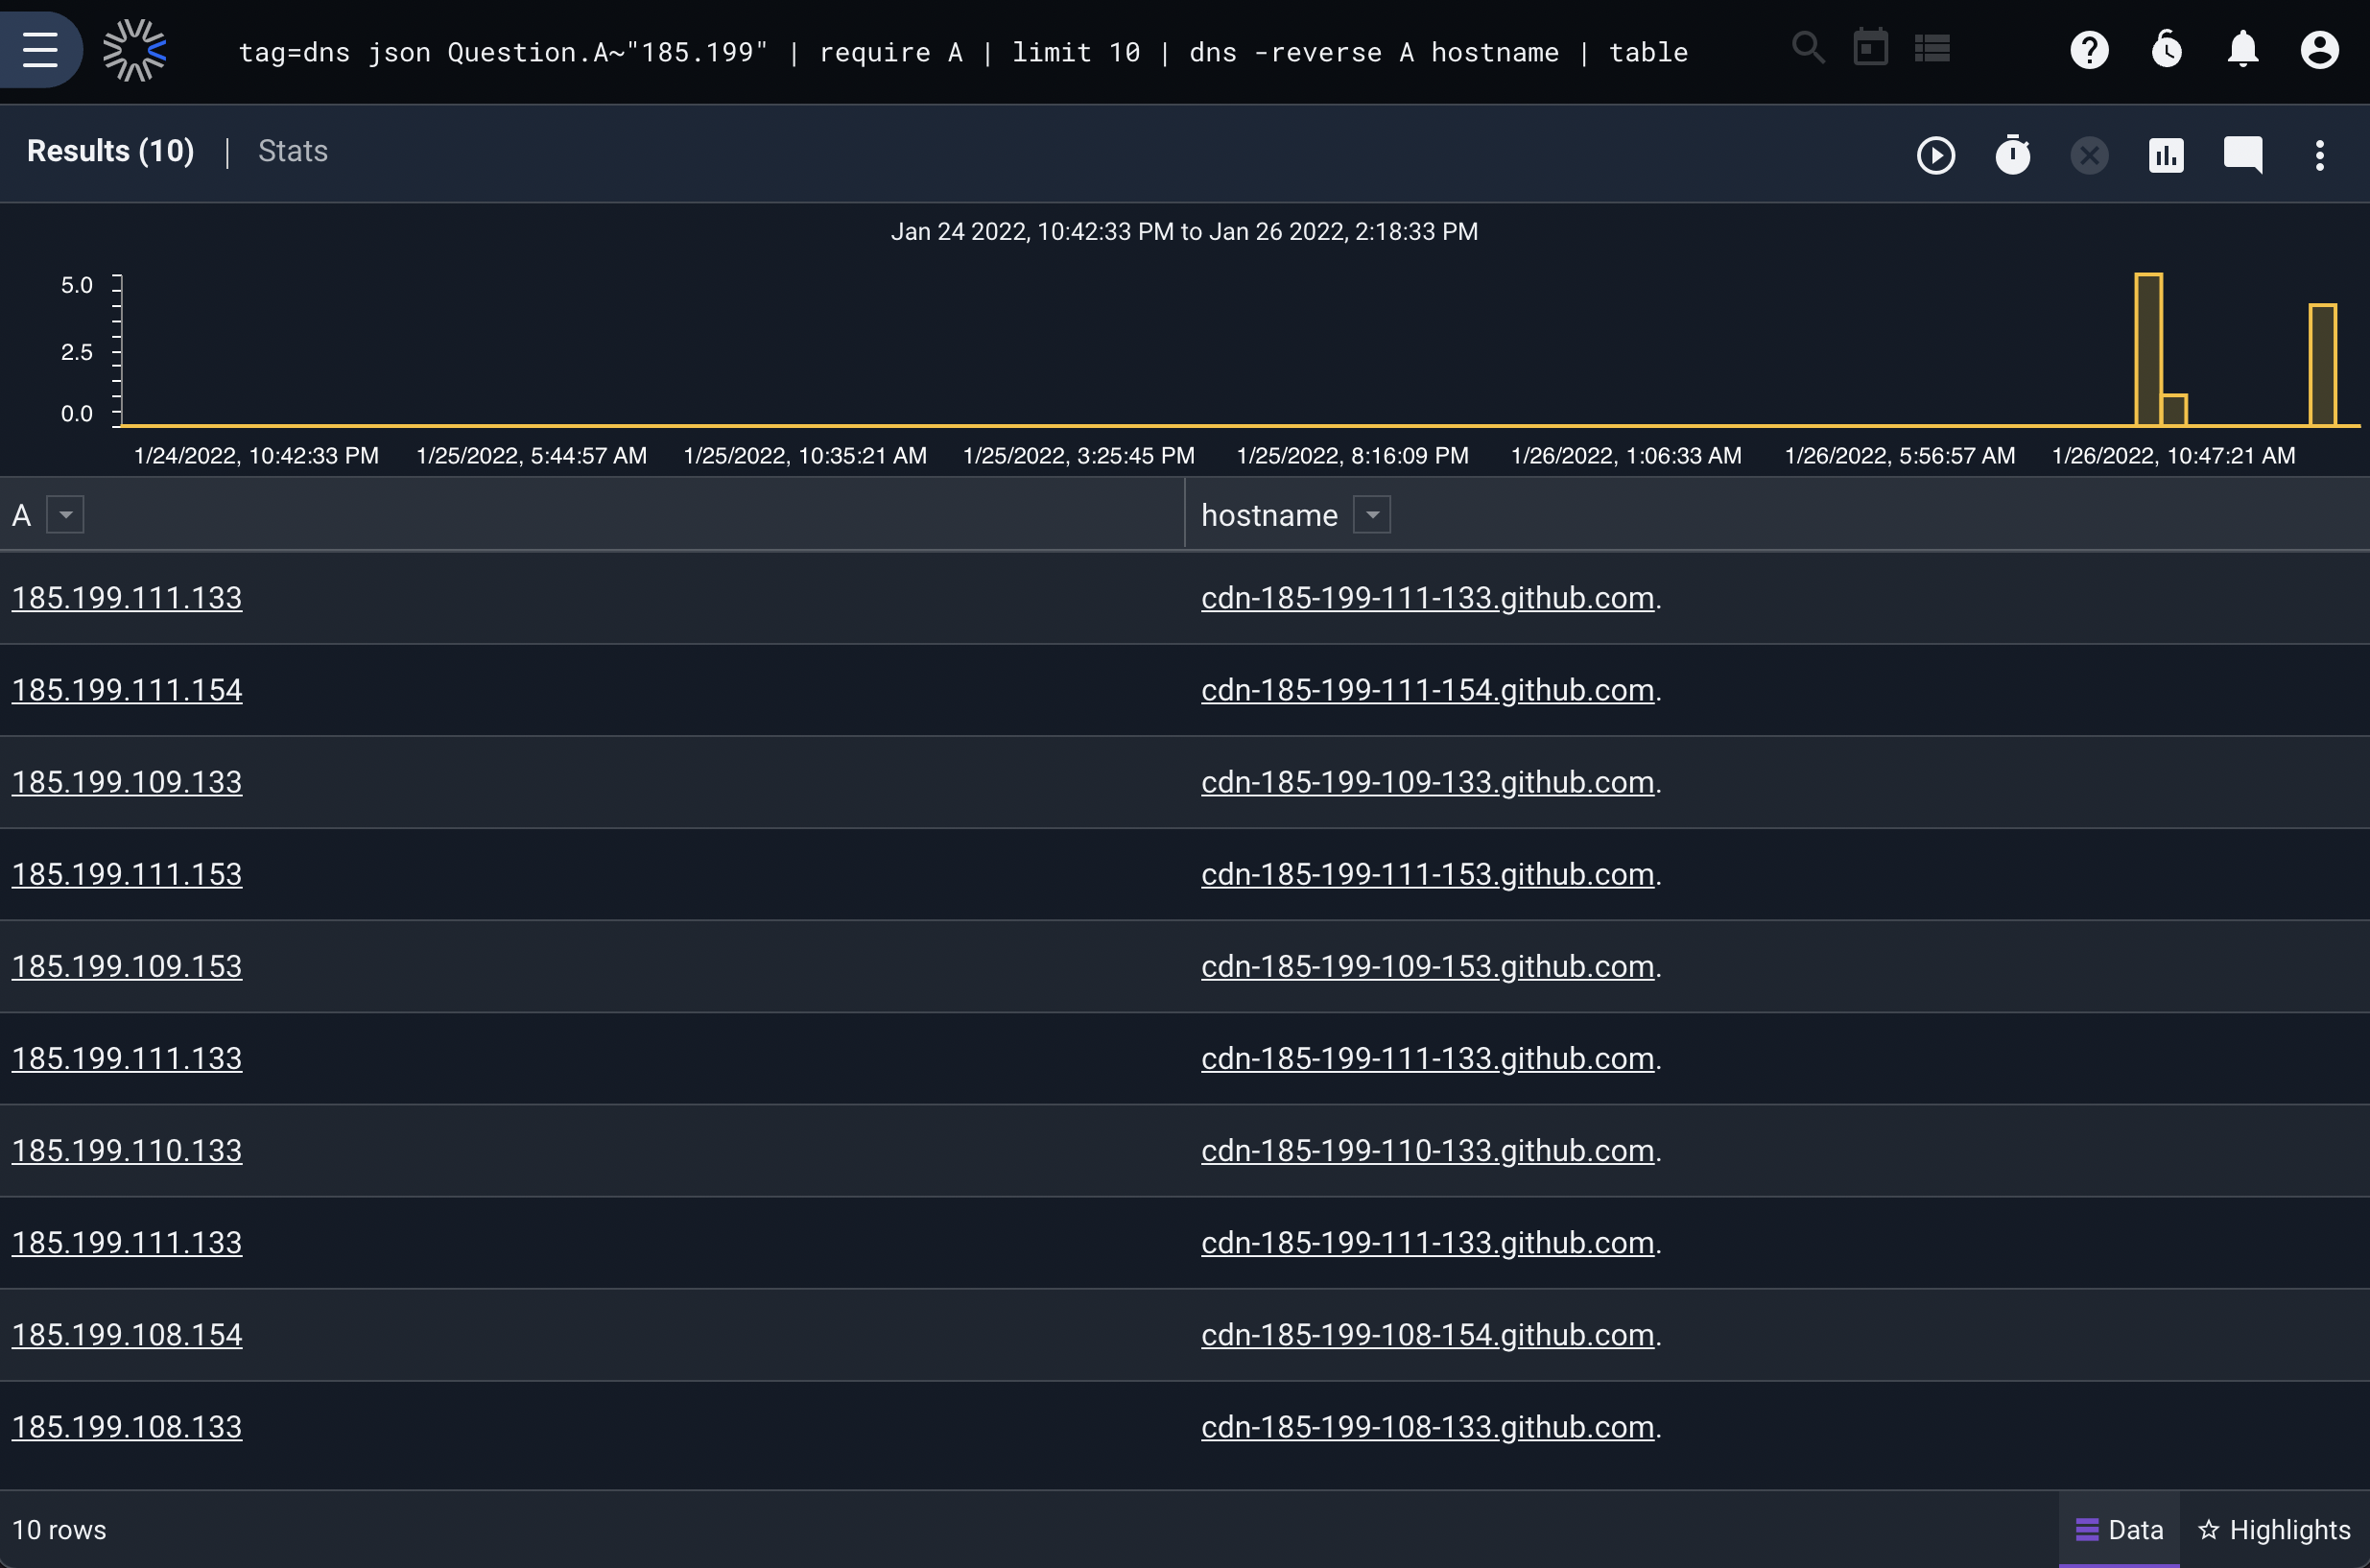 tag=dns json Question.A~"185.199" | require A | limit 10 | dns -reverse A hostname | table
Results (10) | Stats
Jan 24 2022, 10:42:33 PM to Jan 26 2022, 2:18:33 PM
5.0
2.5
0.0
1/24/2022, 10:42:33 PM 1/25/2022, 5:44:57 AM 1/25/2022, 10:35:21 AM 1/25/2022, 3:25:45 PM 1/25/2022, 8:16:09 PM 1/26/2022, 1:06:33 AM 1/26/2022, 5:56:57 AM 1/26/2022, 10:47:21 AM
A hostname
185.199.111.133 cdn-185-199-111-133.github.com.
185.199.111.154 cdn-185-199-111-154.github.com.
185.199.109.133 cdn-185-199-109-133.github.com.
185.199.111.153 cdn-185-199-111-153.github.com.
185.199.109.153 cdn-185-199-109-153.github.com.
185.199.111.133 cdn-185-199-111-133.github.com.
185.199.110.133 cdn-185-199-110-133.github.com.
185.199.111.133 cdn-185-199-111-133.github.com.
185.199.108.154 cdn-185-199-108-154.github.com.
185.199.108.133 cdn-185-199-108-133.github.com.
10 rows Data Highlights